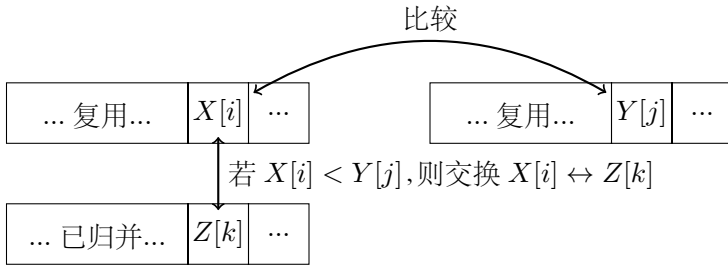 比较
... 复用... X[i] ... ... 复用... Y[j] ...
若 X[i] < Y[j],则交换 X[i] ↔ Z[k]
... 已归并... Z[k] ...